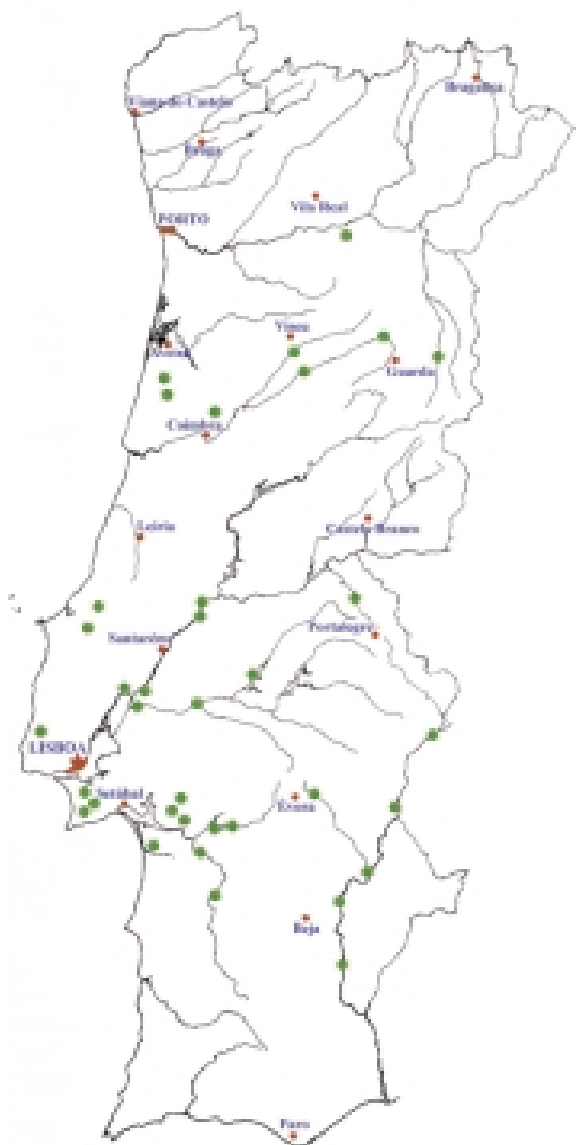 Viana do Castelo
Bragança
Braga
Vila Real
PORTO
Viseu
Aveiro
Guarda
Coimbra
Leiria
Castelo Branco
Santarém
Portalegre
LISBOA
Setúbal
Évora
Beja
Faro